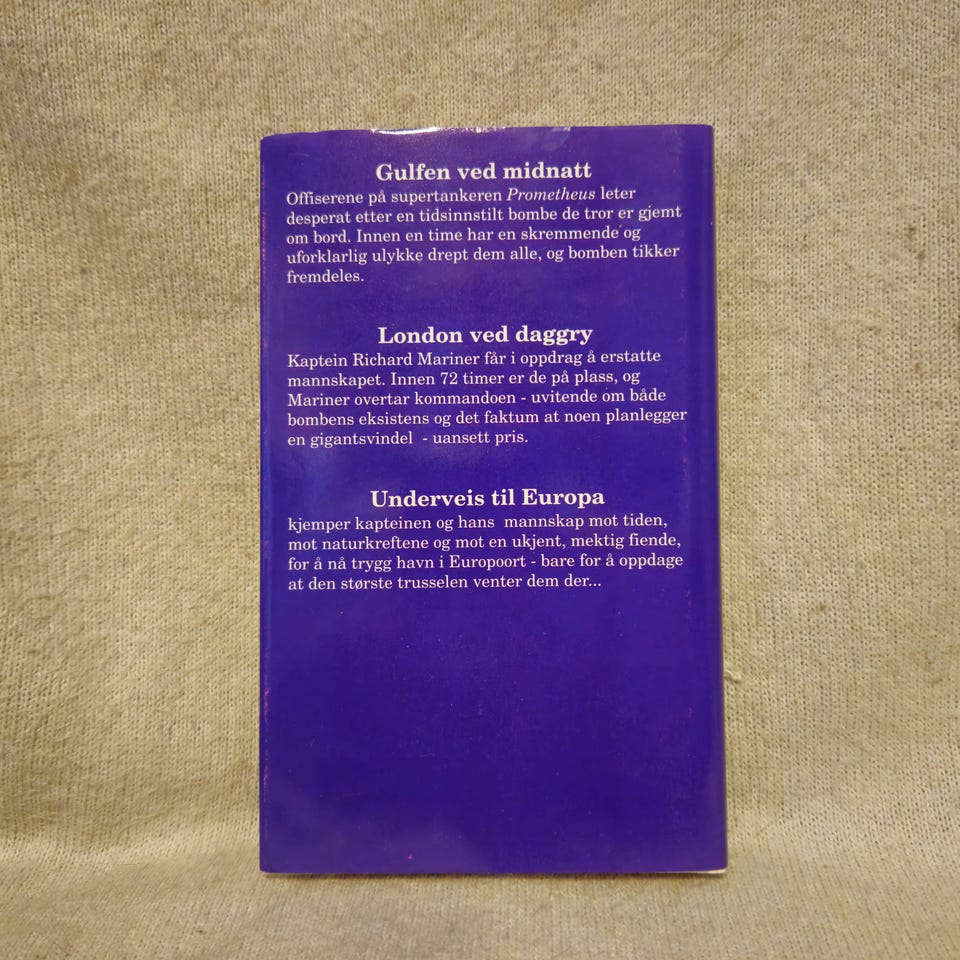 Gulfen ved midnatt
Offiserene på supertankeren Prometheus leter
desperat etter en tidsinnstilt bombe de tror er gjemt
om bord. Innen en time har en skremmende og
uforklarlig ulykke drept dem alle, og bomben tikker
fremdeles.
London ved daggry
Kaptein Richard Mariner får i oppdrag å erstatte
mannskapet. Innen 72 timer er de på plass, og
Mariner overtar kommandoen - uvitende om både
bombens eksistens og det faktum at noen planlegger
en gigantsvindel - uansett pris.
Underveis til Europa
kjemper kapteinen og hans mannskap mot tiden,
mot naturkreftene og mot en ukjent, mektig fiende,
for å nå trygg havn i Europoort - bare for å oppdage
at den største trusselen venter dem der...